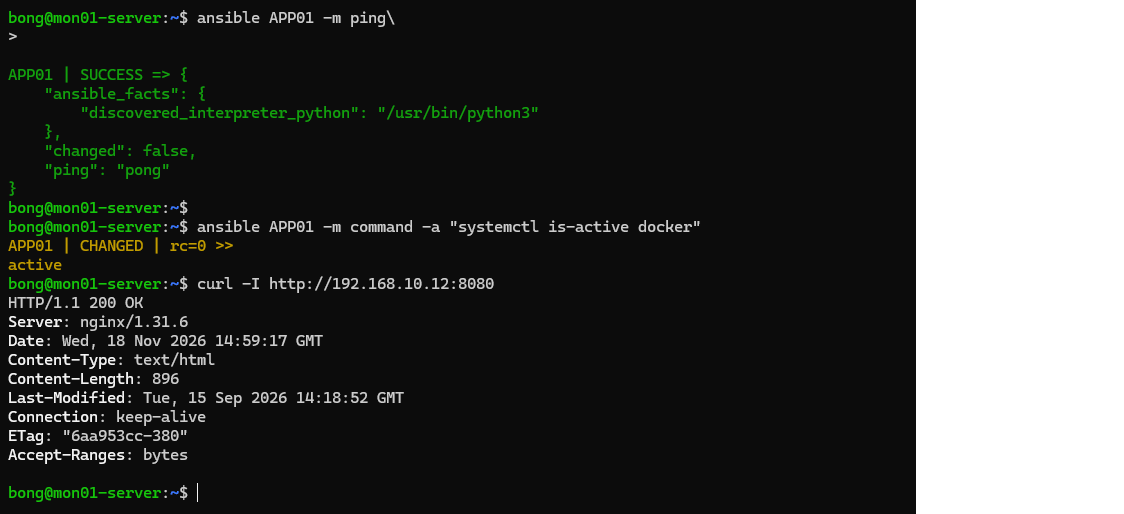 bong@mon01-server:~$ ansible APP01 -m ping\
>
APP01 | SUCCESS => {
    "ansible_facts": {
        "discovered_interpreter_python": "/usr/bin/python3"
    },
    "changed": false,
    "ping": "pong"
}
bong@mon01-server:~$
bong@mon01-server:~$ ansible APP01 -m command -a "systemctl is-active docker"
APP01 | CHANGED | rc=0 >>
active
bong@mon01-server:~$ curl -I http://192.168.10.12:8080
HTTP/1.1 200 OK
Server: nginx/1.31.6
Date: Wed, 18 Nov 2026 14:59:17 GMT
Content-Type: text/html
Content-Length: 896
Last-Modified: Tue, 15 Sep 2026 14:18:52 GMT
Connection: keep-alive
ETag: "6aa953cc-380"
Accept-Ranges: bytes
bong@mon01-server:~$